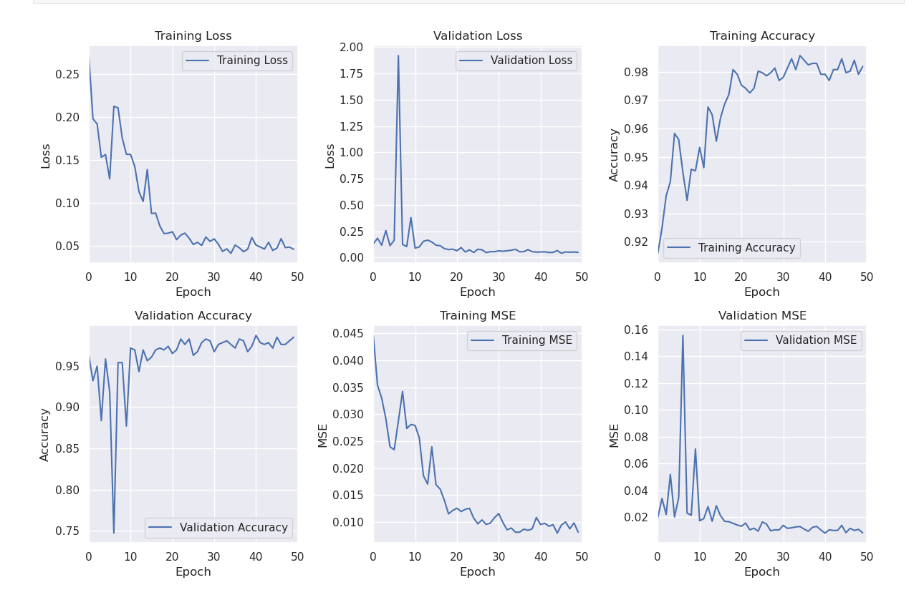 Training Loss
Training Loss
0.25
0.20
0.15
0.10
0.05
Loss
0 10 20 30 40 50
Epoch
Validation Loss
Validation Loss
2.00
1.75
1.50
1.25
1.00
0.75
0.50
0.25
0.00
Loss
0 10 20 30 40 50
Epoch
Training Accuracy
0.98
0.97
0.96
0.95
0.94
0.93
0.92
Accuracy
Training Accuracy
0 10 20 30 40 50
Epoch
Validation Accuracy
0.95
0.90
0.85
0.80
0.75
Accuracy
Validation Accuracy
0 10 20 30 40 50
Epoch
Training MSE
Training MSE
0.045
0.040
0.035
0.030
0.025
0.020
0.015
0.010
MSE
0 10 20 30 40 50
Epoch
Validation MSE
Validation MSE
0.16
0.14
0.12
0.10
0.08
0.06
0.04
0.02
MSE
0 10 20 30 40 50
Epoch